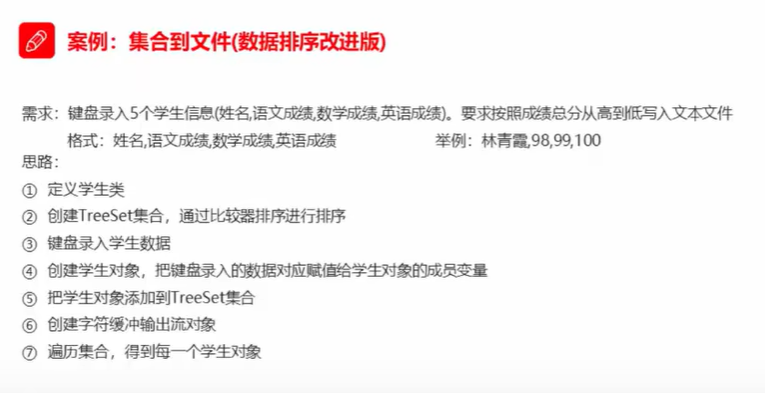 案例：集合到文件(数据排序改进版)
需求：键盘录入5个学生信息(姓名,语文成绩,数学成绩,英语成绩)。要求按照成绩总分从高到低写入文本文件
格式：姓名,语文成绩,数学成绩,英语成绩 举例：林青霞,98,99,100
思路：
① 定义学生类
② 创建TreeSet集合，通过比较器排序进行排序
③ 键盘录入学生数据
④ 创建学生对象，把键盘录入的数据对应赋值给学生对象的成员变量
⑤ 把学生对象添加到TreeSet集合
⑥ 创建字符缓冲输出流对象
⑦ 遍历集合，得到每一个学生对象